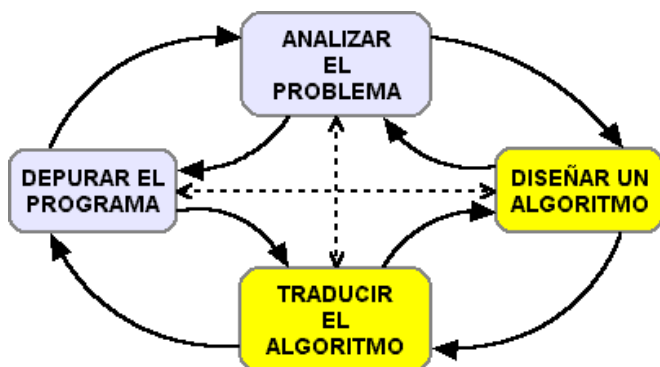 ANALIZAR
EL
PROBLEMA
DEPURAR EL
PROGRAMA
DISEÑAR UN
ALGORITMO
TRADUCIR
EL
ALGORITMO